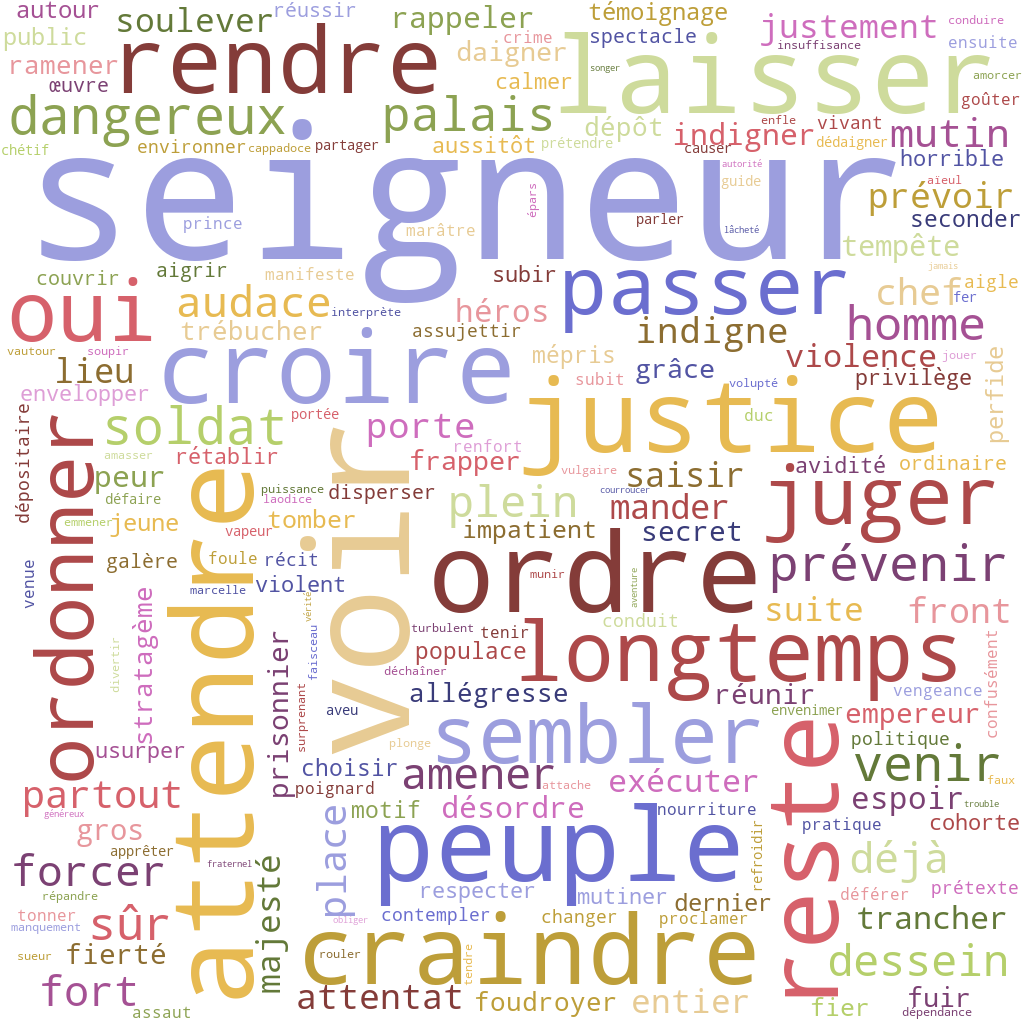 autour
soulever
réussir
rappeler
témoignage
justement
conduire
public
rendre
crime
daigner
spectacle
laisser
insuffisance
ensuite
ramener
œuvre
calmer
songer
amorcer
goûter
dangereux
palais
dépôt
indigner
enfle
vivant
mutin
chétif
environner
cappadoce
partager
aussitôt
prétendre
causer
dédaigner
horrible
seigneur
autorité
guide
aïeul
prévoir
épars
prince
marâtre
parler
lâcheté
seconder
tempête
couvrir
aigrir
manifeste
subir
passer
jamais
chef
aigle
fer
oui
audace
interprète
héros
trébucher
assujettir
indigne
homme
vautour
soupir
croire
mépris
violence
jouer
lieu
grâce
subit
volupté
privilège
perfide
envelopper
justice
soldat
portée
porte
duc
dépositaire
ordonner
amasser
rétablir
renfort
frapper
vulgaire
saisir
avidité
ordinaire
peur
défaire
attendre
puissance
laodice
disperser
voir
plein
courroucer
mander
juger
emmener
jeune
vapeur
tomber
impatient
secret
ordre
galère
foule
récit
prévenir
venue
marcelle
violent
munir
aventure
stratagème
vérité
suite
front
conduit
turbulent
tenir
longtemps
divertir
prisonnier
faisceau
populace
confusément
déchaîner
surprenant
allégresse
réunir
vengeance
aveu
sembler
envenimer
empereur
reste
usurper
plonge
politique
choisir
amener
venir
partout
poignard
attache
exécuter
faux
espoir
trouble
généreux
motif
désordre
nourriture
gros
place
peuple
pratique
cohorte
apprêter
refroidir
déjà
forcer
fraternel
majesté
respecter
mutiner
dernier
déférer
prétexte
répandre
tonner
sûr
obliger
contempler
changer
proclamer
trancher
manquement
craindre
sueur
fierté
rouler
tendre
dessein
fort
attentat
foudroyer
entier
fier
fuir
assaut
dépendance